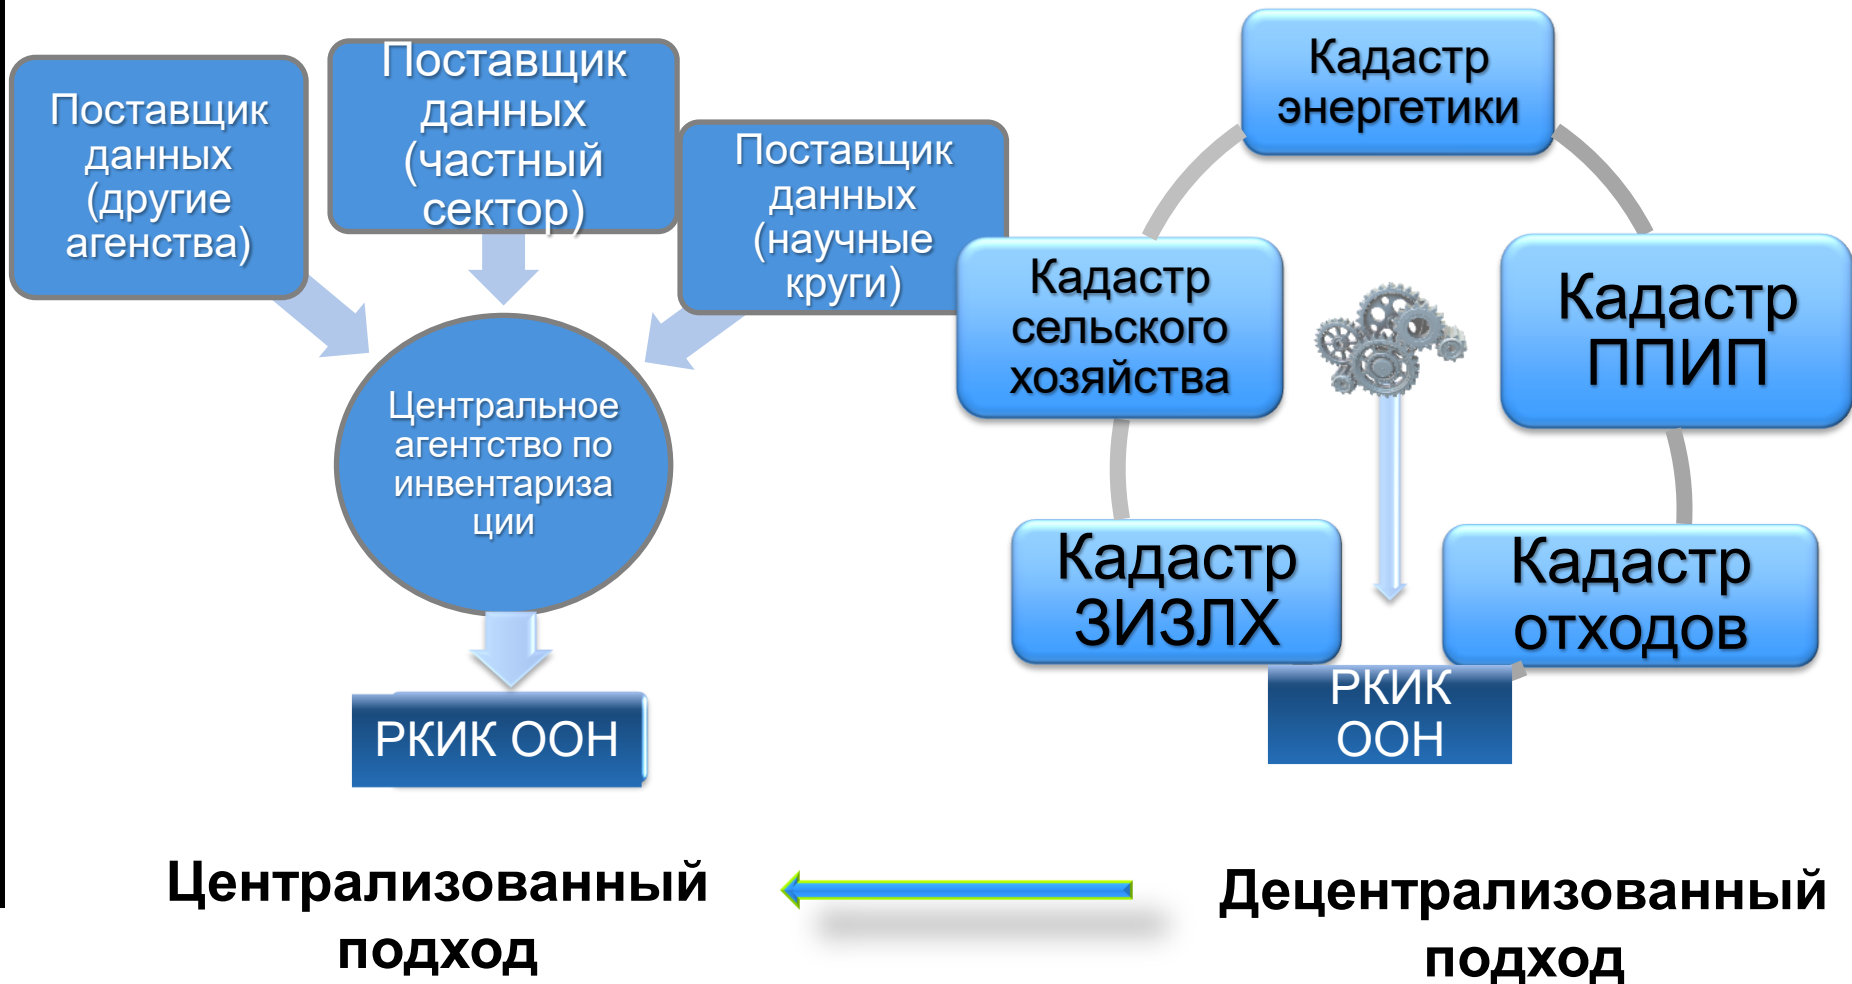 Поставщик
данных
(другие
агенства)
Поставщик
данных
(частный
сектор)
Поставщик
данных
(научные
круги)
Центральное
агентство по
инвентариза
ции
РКИК ООН
Централизованный
подход
Кадастр
энергетики
Кадастр
сельского
хозяйства
Кадастр
ППИП
Кадастр
ЗИЗЛХ
Кадастр
отходов
РКИК
ООН
Децентрализованный
подход